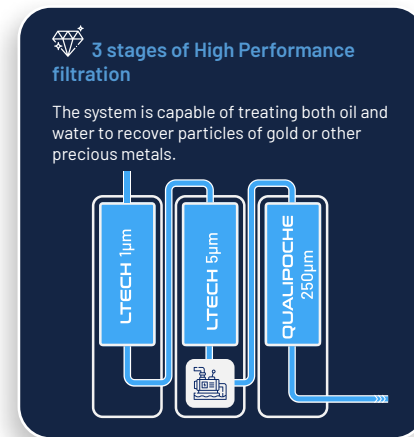 3 stages of High Performance
filtration
The system is capable of treating both oil and
water to recover particles of gold or other
precious metals.
LTECH 1µm
LTECH 5µm
QUALIPOCHE
250µm